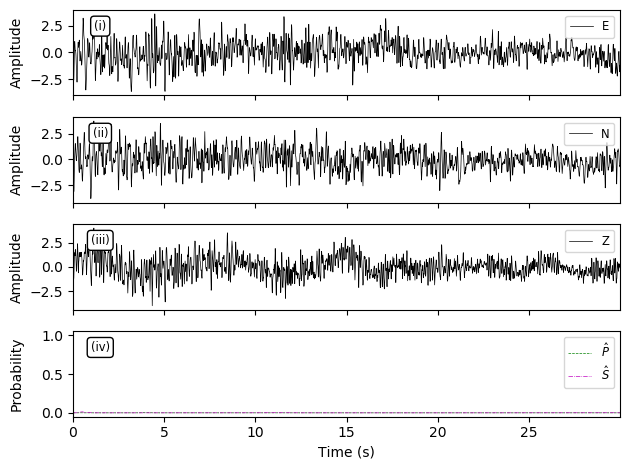 Amplitude
2.5
0.0
−2.5
(i)
E
Amplitude
2.5
0.0
−2.5
(ii)
N
Amplitude
2.5
0.0
−2.5
(iii)
Z
Probability
1.0
0.5
0.0
(iv)
P̂
Ŝ
0 5 10 15 20 25
Time (s)